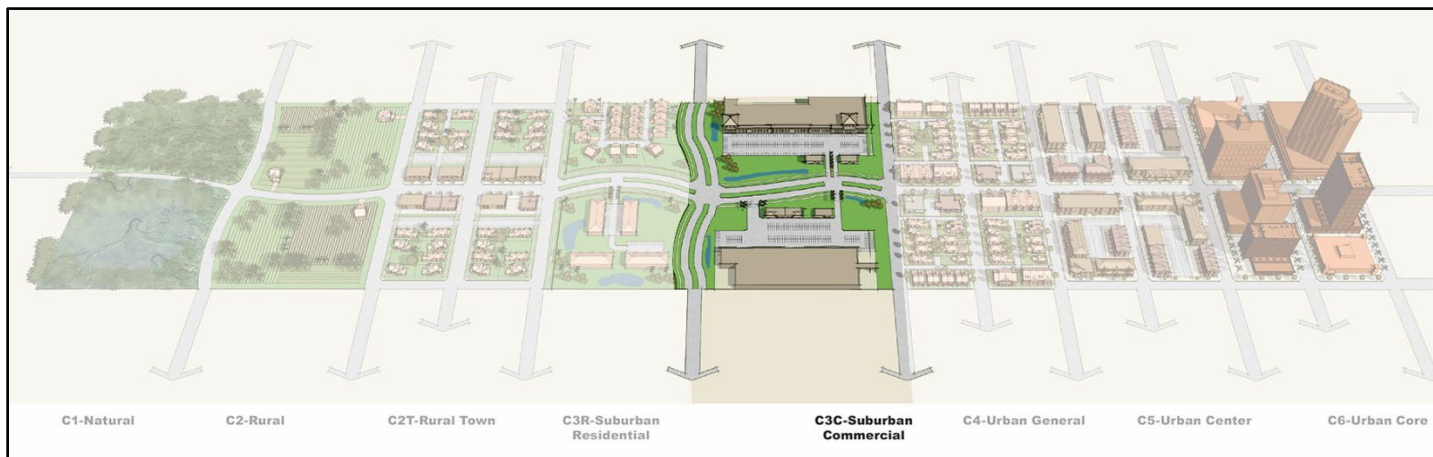 C1-Natural
C2-Rural
C2T-Rural Town
C3R-Suburban
Residential
C3C-Suburban
Commercial
C4-Urban General
C5-Urban Center
C6-Urban Core